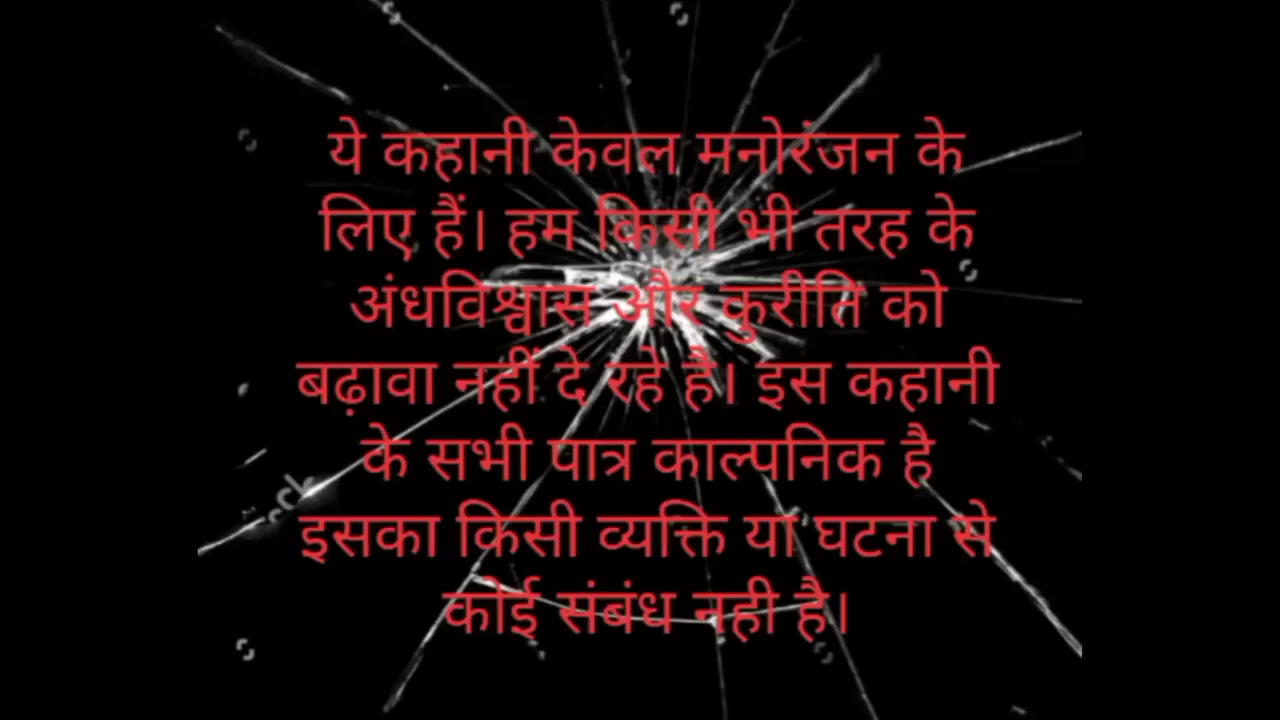 ये कहानी केवल मनोरंजन के
लिए हैं। हम किसी भी तरह के
अंधविश्वास और कुरीति को
बढ़ावा नहीं दे रहे हैं। इस कहानी
के सभी पात्र काल्पनिक है
इसका किसी व्यक्ति या घटना से
कोई संबंध नही है।